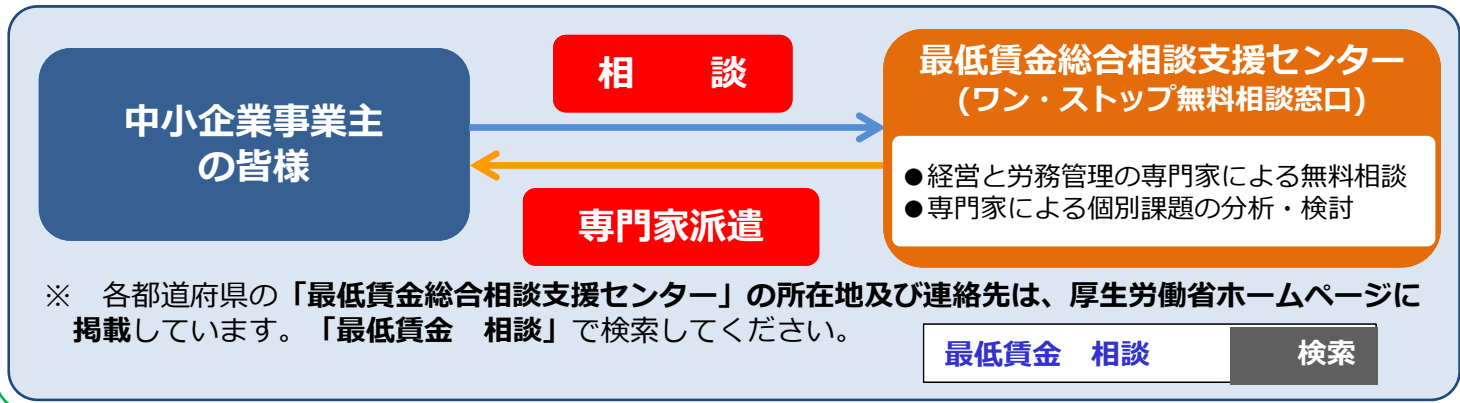 相　談
中小企業事業主
の皆様
専門家派遣
最低賃金総合相談支援センター
(ワン・ストップ無料相談窓口)
●経営と労務管理の専門家による無料相談
●専門家による個別課題の分析・検討
※　各都道府県の「最低賃金総合相談支援センター」の所在地及び連絡先は、厚生労働省ホームページに
掲載しています。「最低賃金　相談」で検索してください。
最低賃金　相談　検索